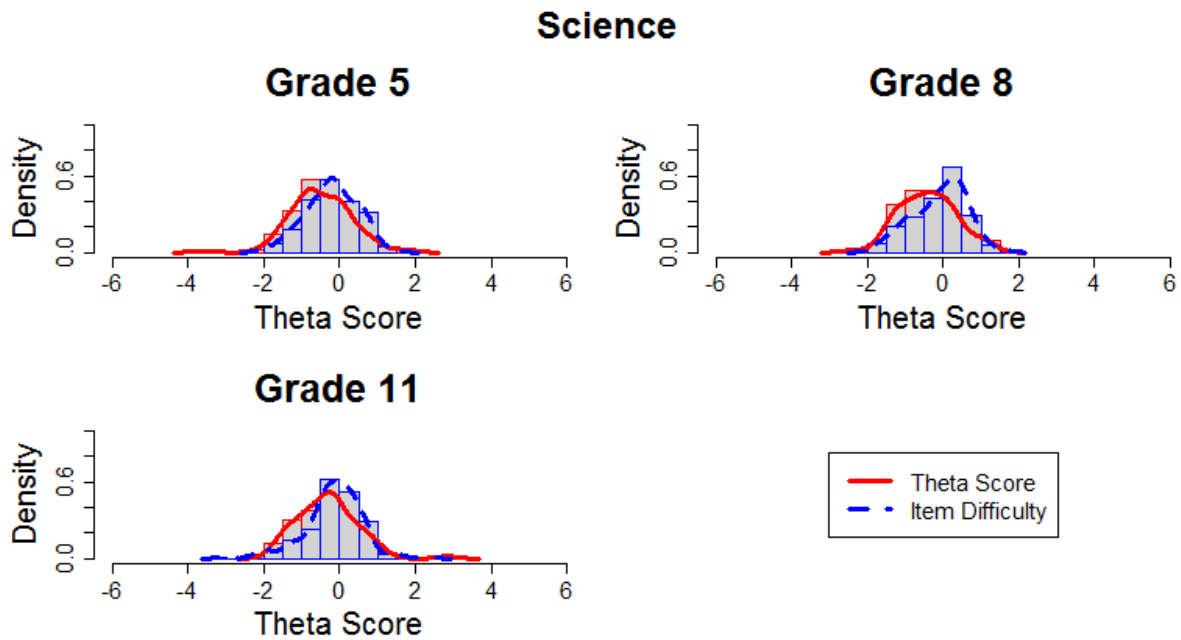 Science
Grade 5
Density
0.0 0.6
-6 -4 -2 0 2 4 6
Theta Score
Grade 8
Density
0.0 0.6
-6 -4 -2 0 2 4 6
Theta Score
Grade 11
Density
0.0 0.6
-6 -4 -2 0 2 4 6
Theta Score
Theta Score
Item Difficulty